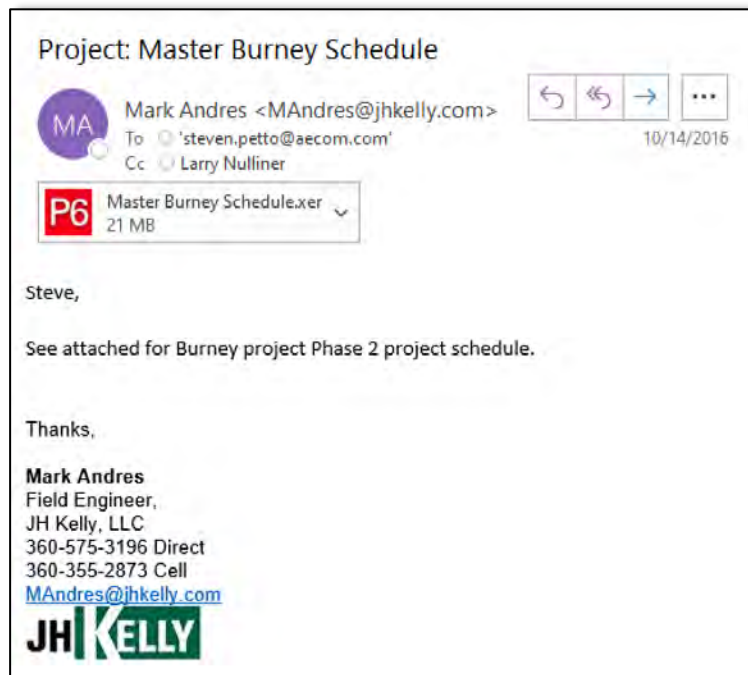 Project: Master Burney Schedule
MA
Mark Andres <MAndres@jhkelly.com>
To 'steven.petto@aecom.com'
Cc Larry Nulliner
10/14/2016
P6
Master Burney Schedule.xer
21 MB
Steve,
See attached for Burney project Phase 2 project schedule.
Thanks,
Mark Andres
Field Engineer,
JH Kelly, LLC
360-575-3196 Direct
360-355-2873 Cell
MAndres@jhkelly.com
JH KELLY